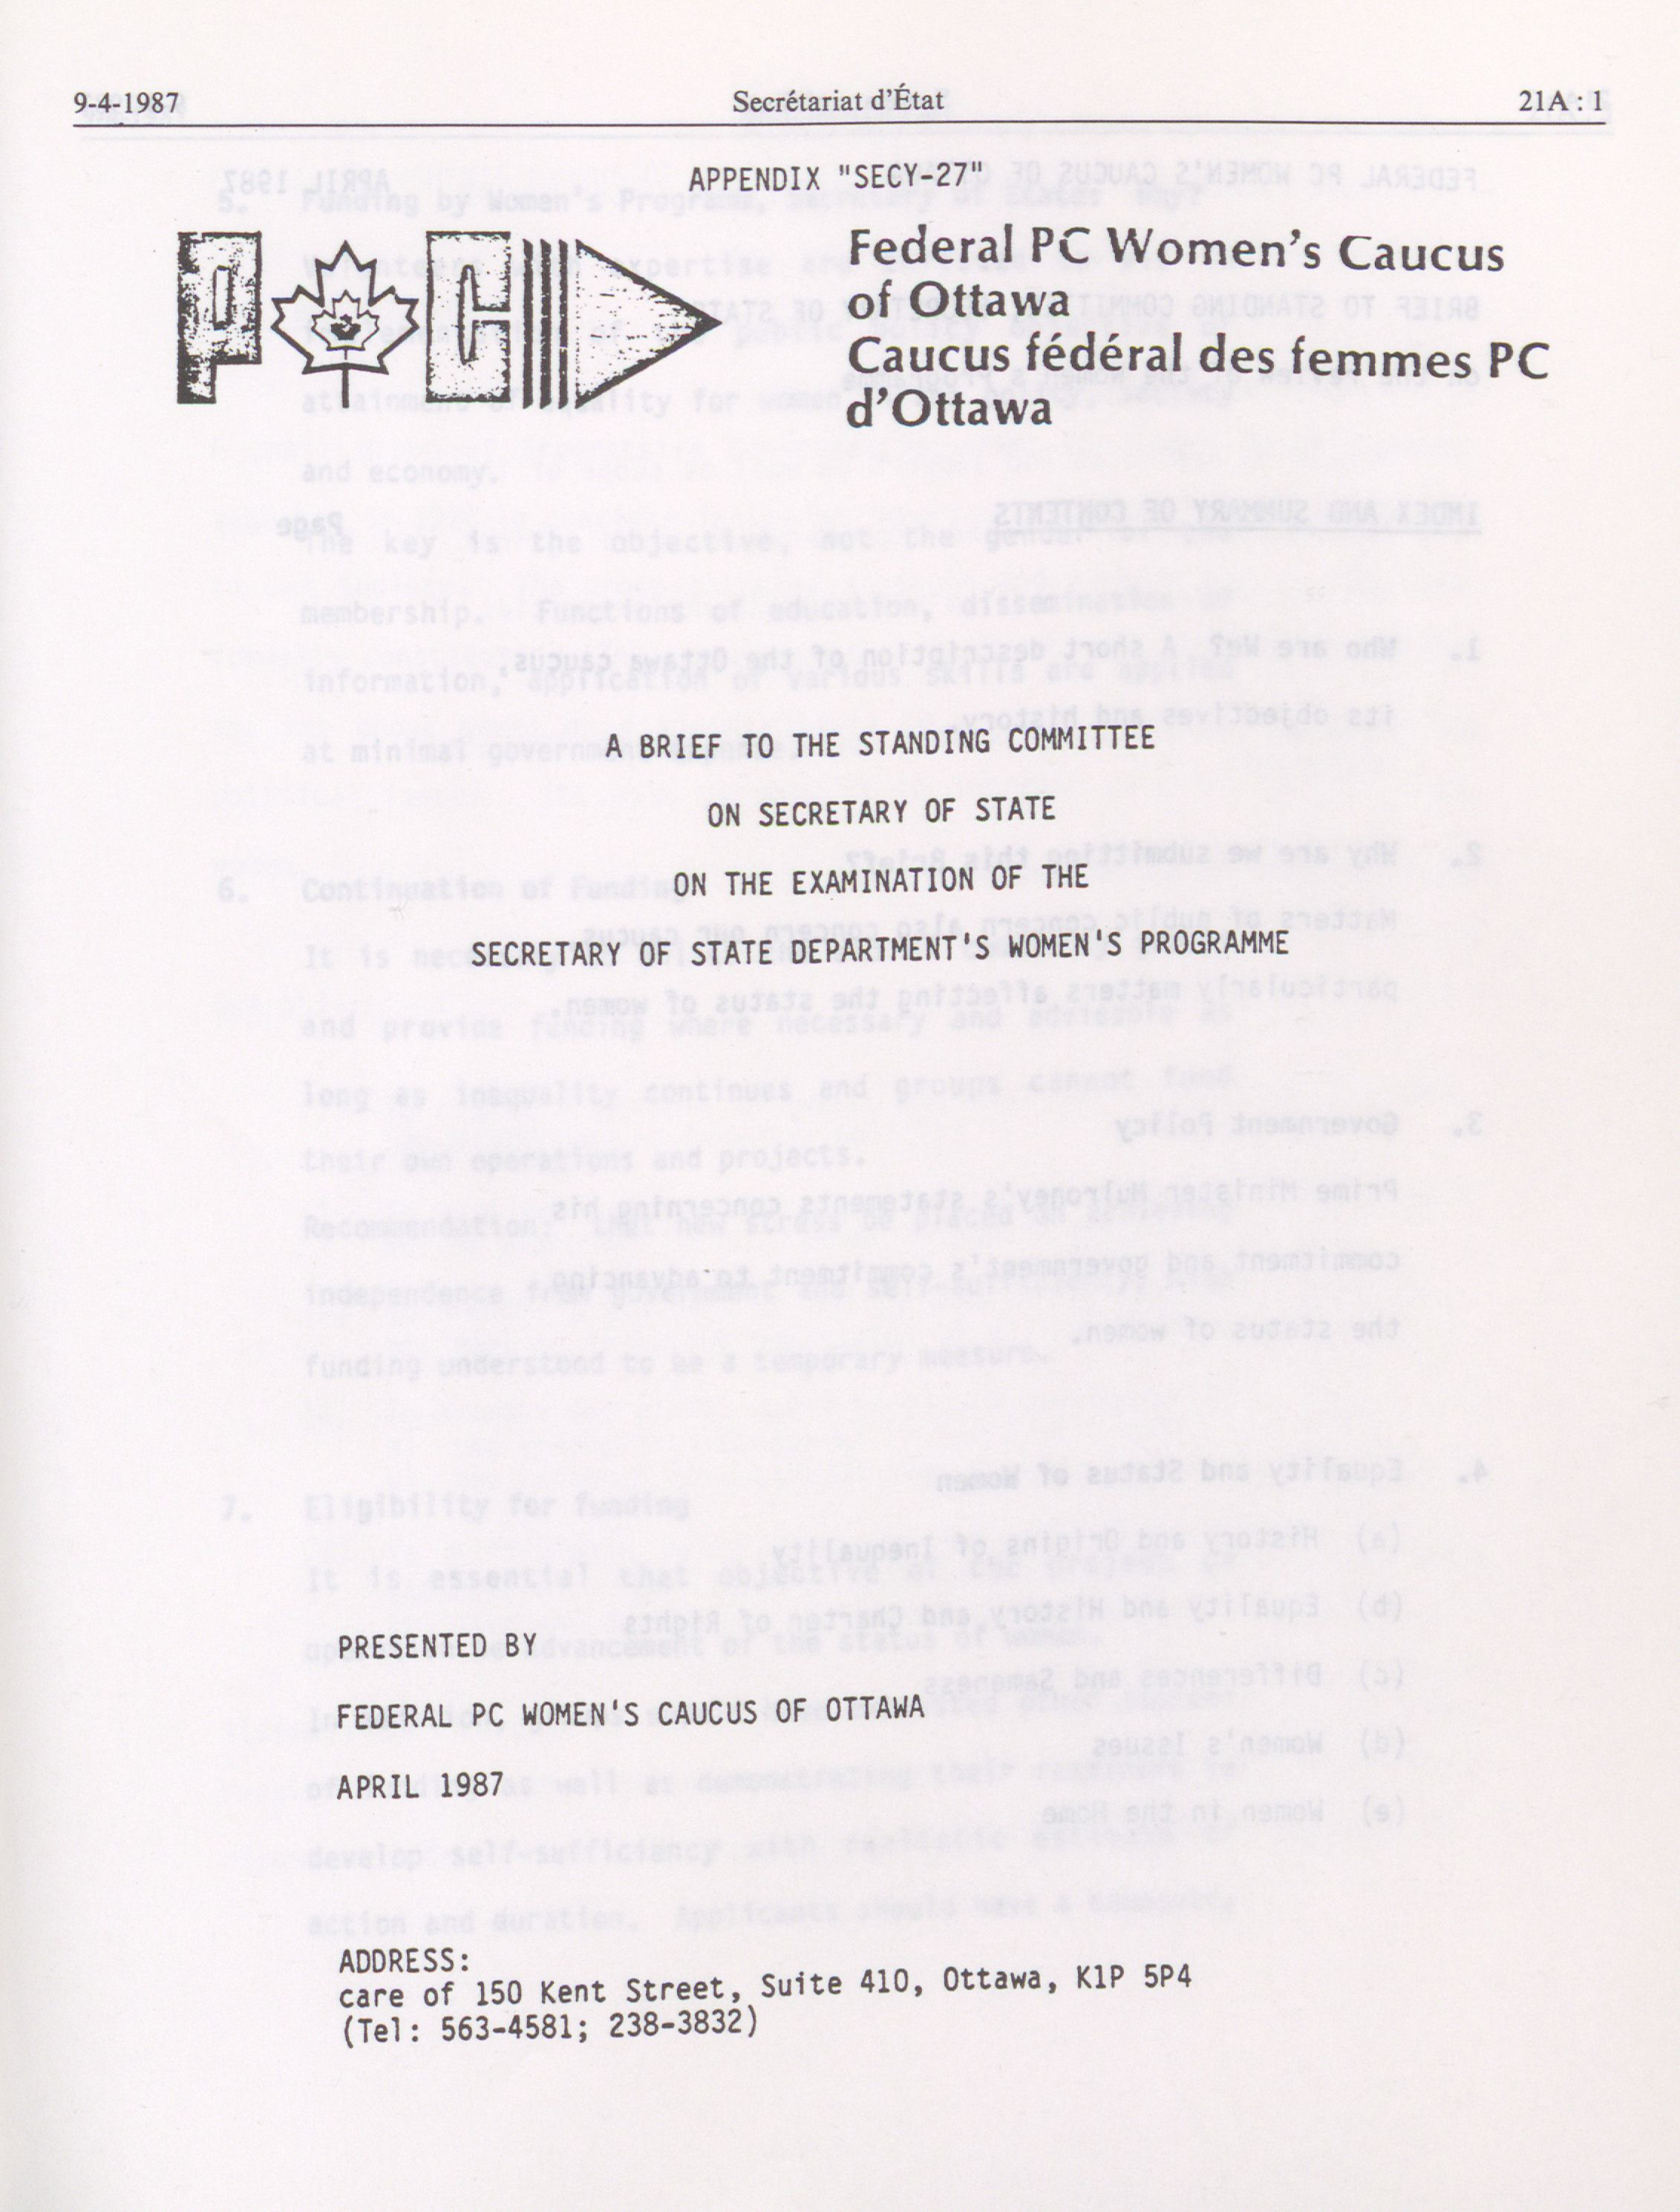 9-4-1987 Secrétariat d'État 21A : 1
APPENDIX "SECY-27"
PC
Federal PC Women's Caucus
of Ottawa
Caucus fédéral des femmes PC
d'Ottawa
A BRIEF TO THE STANDING COMMITTEE
ON SECRETARY OF STATE
ON THE EXAMINATION OF THE
SECRETARY OF STATE DEPARTMENT'S WOMEN'S PROGRAMME
PRESENTED BY
FEDERAL PC WOMEN'S CAUCUS OF OTTAWA
APRIL 1987
ADDRESS:
care of 150 Kent Street, Suite 410, Ottawa, K1P 5P4
(Tel: 563-4581; 238-3832)